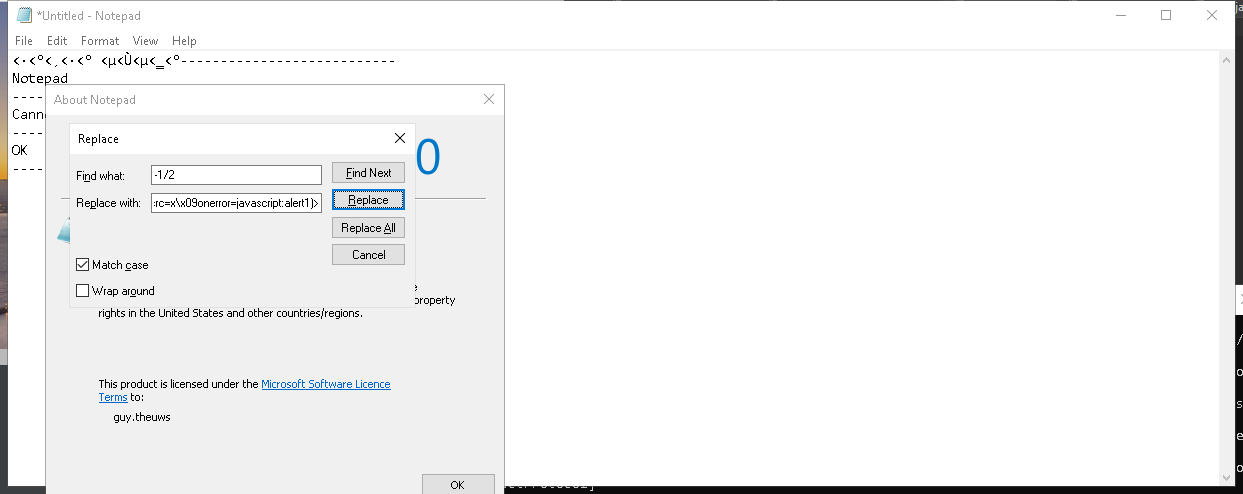 *Untitled - Notepad
File Edit Format View Help
Notepad
OK
About Notepad
Replace
Find what: -1/2 Find Next
Replace with: :rc=x\x09onerror=javascript:alert1)> Replace
Replace All
Cancel
Match case
Wrap around
property
rights in the United States and other countries/regions.
This product is licensed under the Microsoft Software Licence
Terms to:
guy.theuws
OK